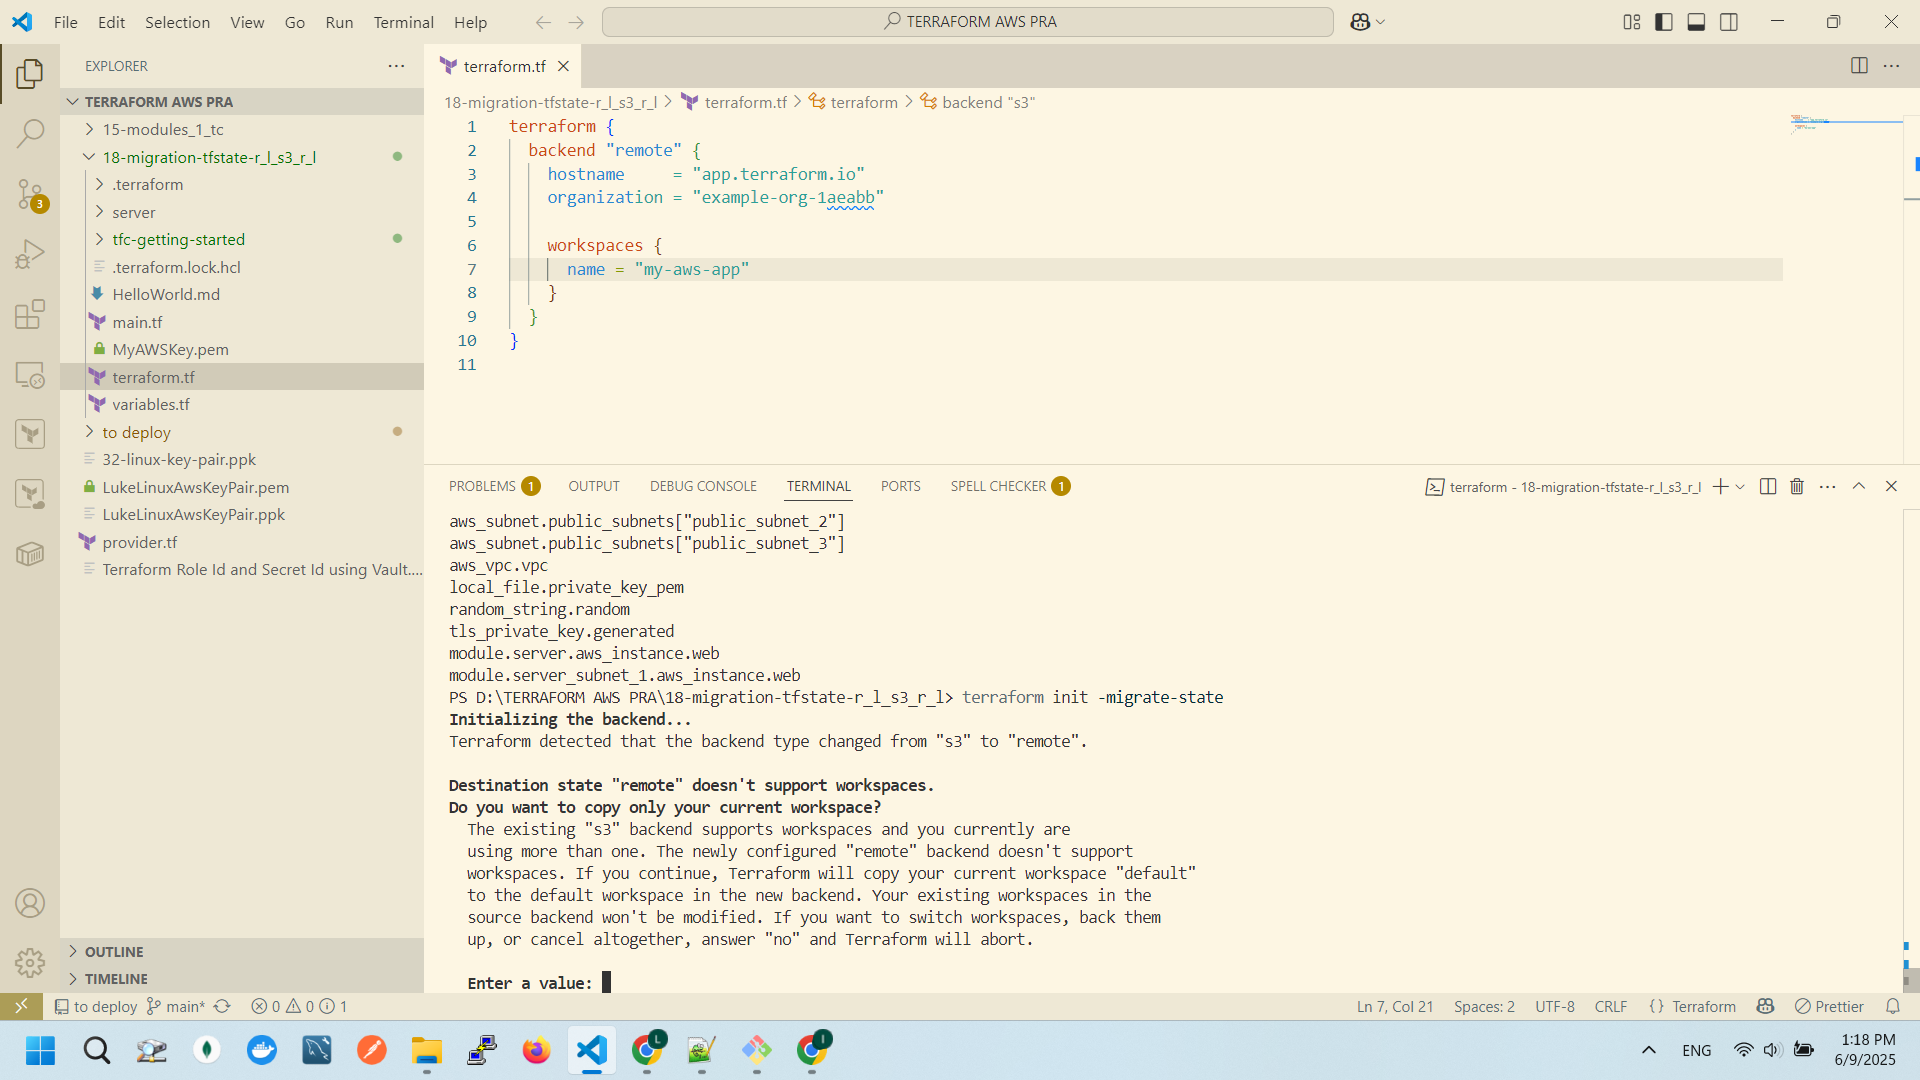 File Edit Selection View Go Run Terminal Help
TERRAFORM AWS PRA
EXPLORER
TERRAFORM AWS PRA
15-modules_1_tc
18-migration-tfstate-r_l_s3_r_l
.terraform
server
tfc-getting-started
.terraform.lock.hcl
HelloWorld.md
main.tf
MyAWSKey.pem
terraform.tf
variables.tf
to deploy
32-linux-key-pair.ppk
LukeLinuxAwsKeyPair.pem
LukeLinuxAwsKeyPair.ppk
provider.tf
Terraform Role Id and Secret Id using Vault....
OUTLINE
TIMELINE
3
terraform.tf
18-migration-tfstate-r_l_s3_r_l > terraform.tf > terraform > backend "s3"
1 terraform {
2 backend "remote" {
3 hostname = "app.terraform.io"
4 organization = "example-org-1aeabb"
5
6 workspaces {
7 name = "my-aws-app"
8 }
9 }
10 }
11
PROBLEMS 1 OUTPUT DEBUG CONSOLE TERMINAL PORTS SPELL CHECKER 1
terraform - 18-migration-tfstate-r_l_s3_r_l
aws_subnet.public_subnets["public_subnet_2"]
aws_subnet.public_subnets["public_subnet_3"]
aws_vpc.vpc
local_file.private_key_pem
random_string.random
tls_private_key.generated
module.server.aws_instance.web
module.server_subnet_1.aws_instance.web
PS D:\TERRAFORM AWS PRA\18-migration-tfstate-r_l_s3_r_l> terraform init -migrate-state
Initializing the backend...
Terraform detected that the backend type changed from "s3" to "remote".
Destination state "remote" doesn't support workspaces.
Do you want to copy only your current workspace?
The existing "s3" backend supports workspaces and you currently are
using more than one. The newly configured "remote" backend doesn't support
workspaces. If you continue, Terraform will copy your current workspace "default"
to the default workspace in the new backend. Your existing workspaces in the
source backend won't be modified. If you want to switch workspaces, back them
up, or cancel altogether, answer "no" and Terraform will abort.
Enter a value:
to deploy main* 0 0 1
Ln 7, Col 21 Spaces: 2 UTF-8 CRLF {} Terraform Prettier
L
I
ENG
1:18 PM
6/9/2025